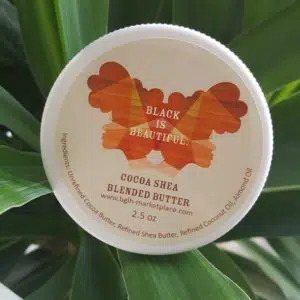 BLACK
IS
BEAUTIFUL.
COCOA SHEA
BLENDED BUTTER
www.bglh-marketplace.com
2.5 oz
Ingredients: Unrefined Cocoa Butter, Refined Shea Butter, Refined Coconut Oil, Almond Oil